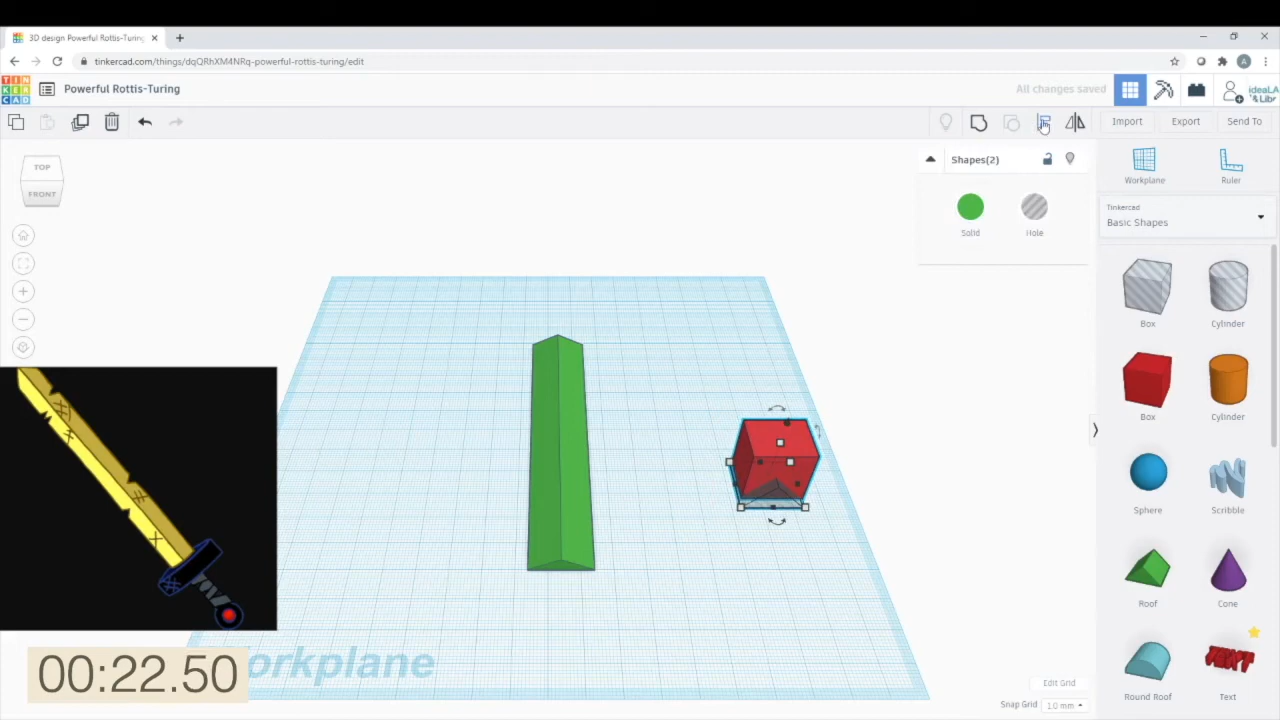 3D design Powerful Rottis-Turing
tinkercad.com/things/dqQRhXM4NRq-powerful-rottis-turing/edit
A
TIN
KER
CAD
Powerful Rottis-Turing
All changes saved
ideaLA
& Libr
Import
Export
Send To
TOP
FRONT
Shapes(2)
Solid
Hole
Workplane
Ruler
Tinkercad
Basic Shapes
Box
Cylinder
Box
Cylinder
Sphere
Scribble
Roof
Cone
Round Roof
Text
orkplane
00:22.50
Edit Grid
Snap Grid
1.0 mm